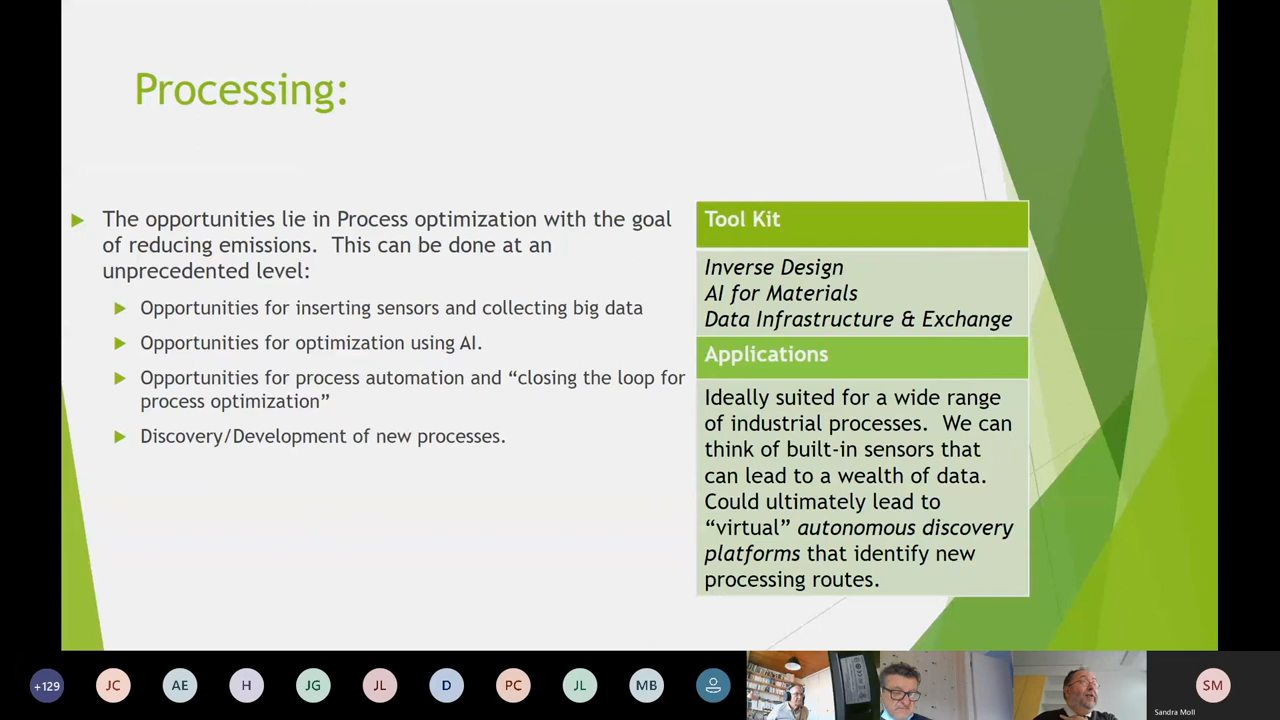 Processing:
The opportunities lie in Process optimization with the goal
of reducing emissions.  This can be done at an
unprecedented level:
Opportunities for inserting sensors and collecting big data
Opportunities for optimization using AI.
Opportunities for process automation and “closing the loop for
process optimization”
Discovery/Development of new processes.
Tool Kit
Inverse Design
AI for Materials
Data Infrastructure & Exchange
Applications
Ideally suited for a wide range
of industrial processes.  We can
think of built-in sensors that
can lead to a wealth of data.
Could ultimately lead to
“virtual” autonomous discovery
platforms that identify new
processing routes.
+129
JC
AE
H
JG
JL
D
PC
JL
MB
SM
Sandra Moll